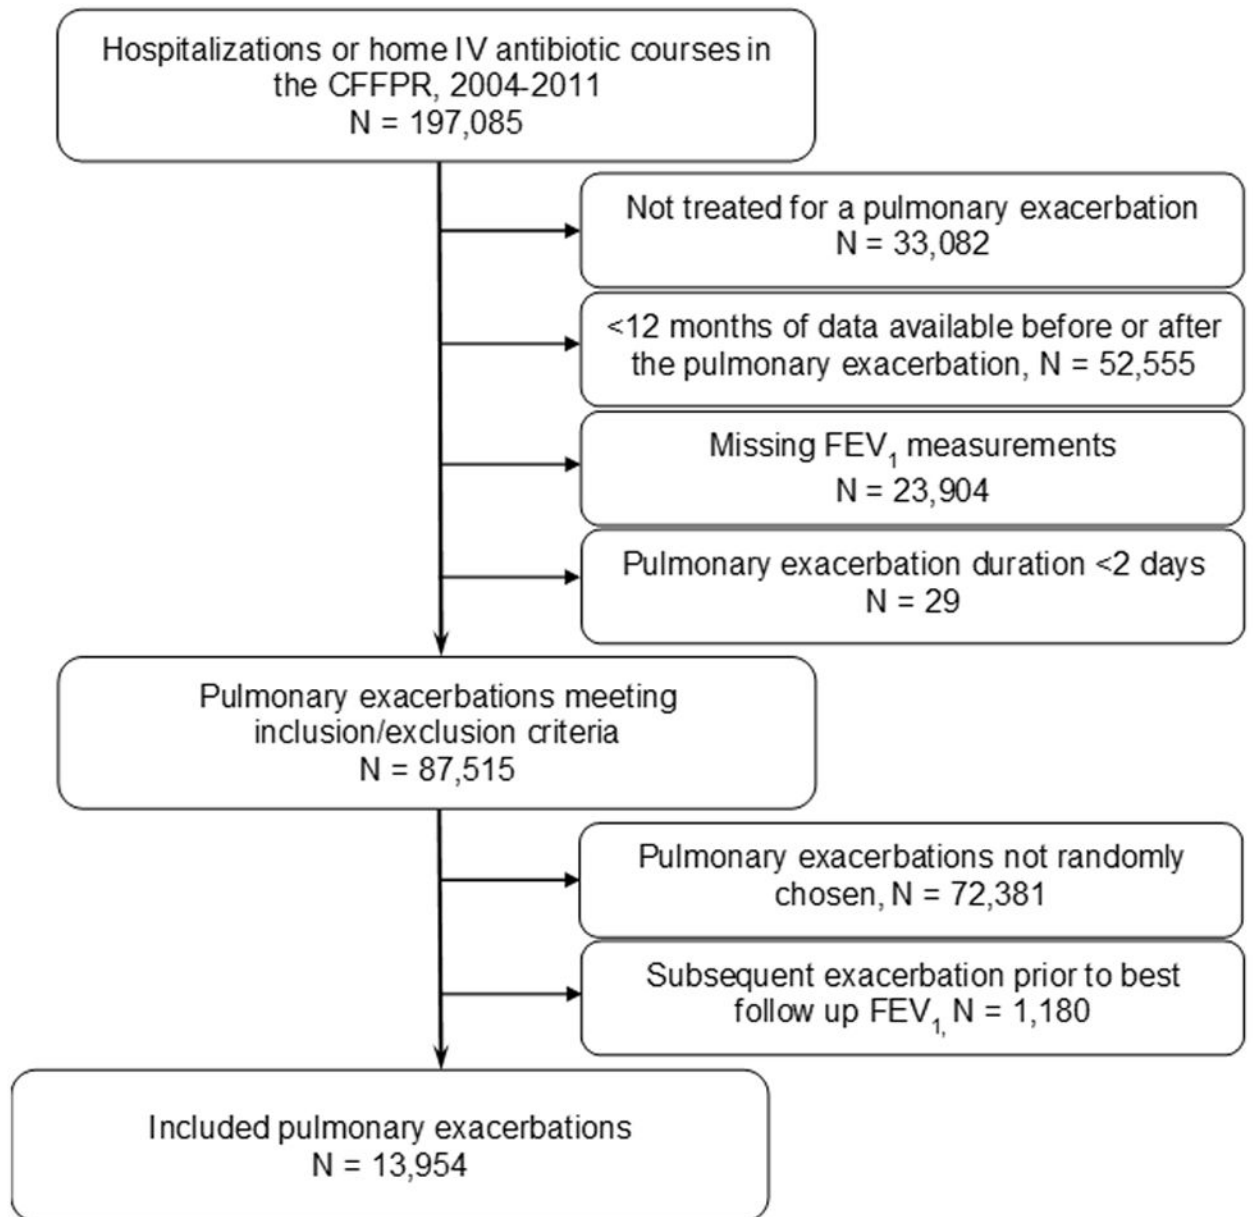 Hospitalizations or home IV antibiotic courses in
the CFFPR, 2004-2011
N = 197,085
Not treated for a pulmonary exacerbation
N = 33,082
<12 months of data available before or after
the pulmonary exacerbation, N = 52,555
Missing FEV₁ measurements
N = 23,904
Pulmonary exacerbation duration <2 days
N = 29
Pulmonary exacerbations meeting
inclusion/exclusion criteria
N = 87,515
Pulmonary exacerbations not randomly
chosen, N = 72,381
Subsequent exacerbation prior to best
follow up FEV₁, N = 1,180
Included pulmonary exacerbations
N = 13,954